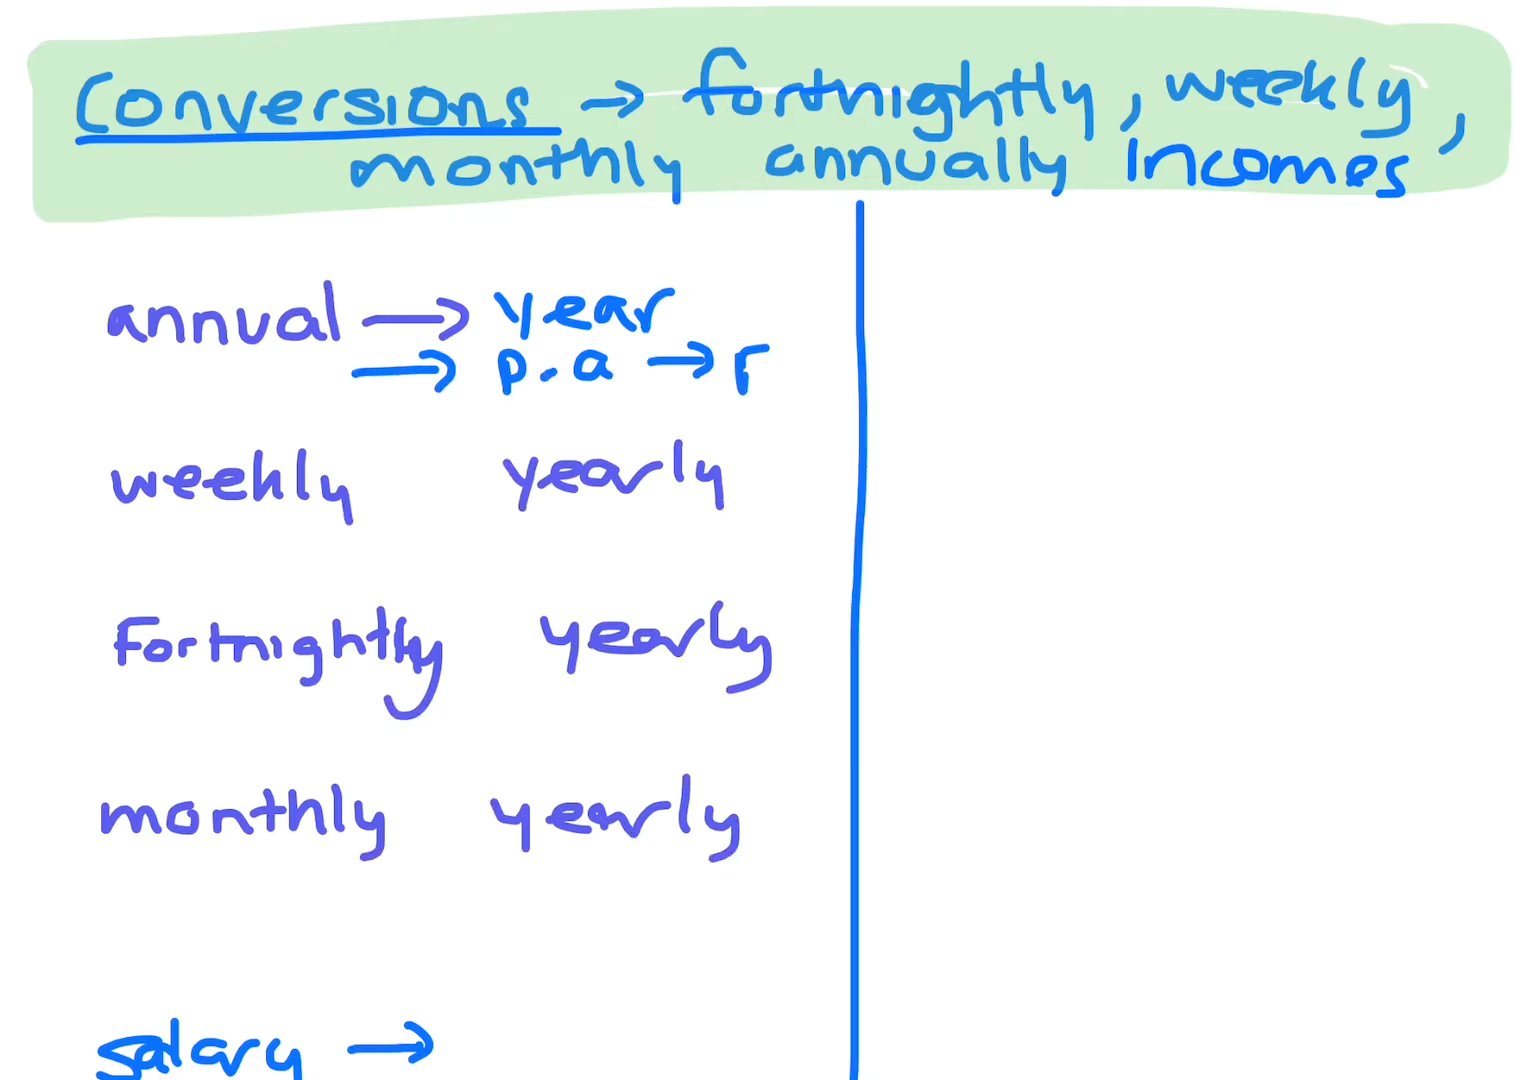 Conversions → fortnightly, weekly,
monthly annually incomes
annual → year
→ p.a → r
weekly yearly
Fortnightly yearly
monthly yearly
salary →